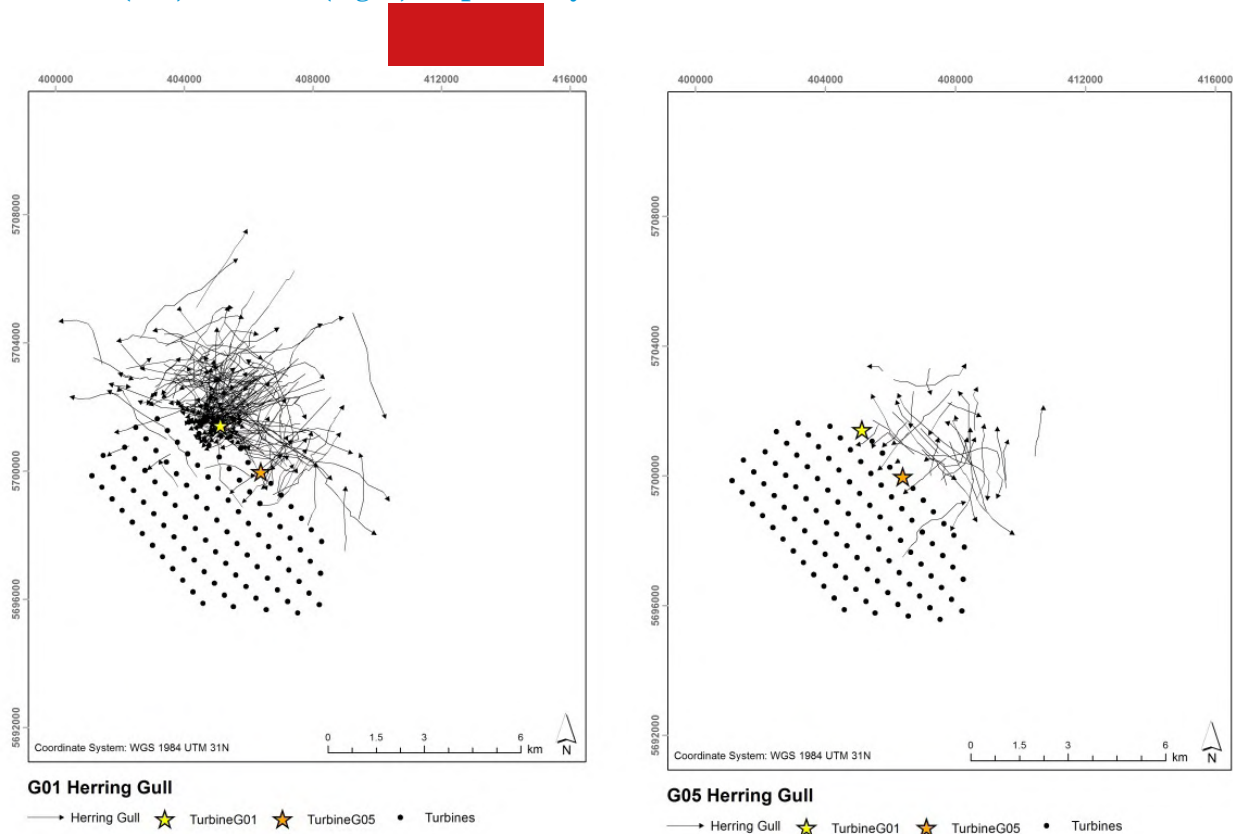 400000 404000 408000 412000 416000
5708000
5704000
5700000
5696000
5692000
Coordinate System: WGS 1984 UTM 31N
0 1.5 3 6
km
N
G01 Herring Gull
Herring Gull TurbineG01 TurbineG05 Turbines
400000 404000 408000 412000 416000
5708000
5704000
5700000
5696000
5692000
Coordinate System: WGS 1984 UTM 31N
0 1.5 3 6
km
N
G05 Herring Gull
Herring Gull TurbineG01 TurbineG05 Turbines